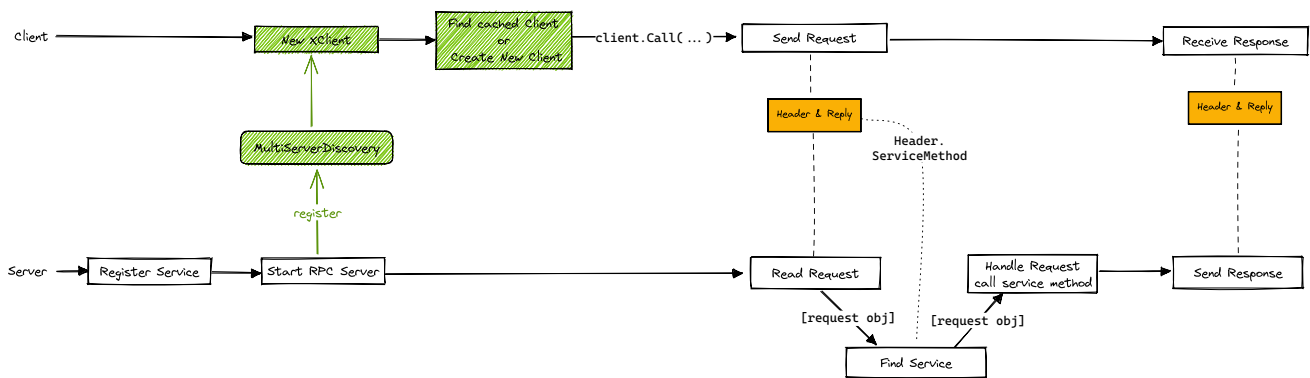 Client
New XClient
Find cached Client
or
Create New Client
client.Call(...)
Send Request
Receive Response
Header & Reply
Header & Reply
Header.
ServiceMethod
MultiServerDiscovery
register
Server
Register Service
Start RPC Server
Read Request
Handle Request
call service method
Send Response
[request obj]
[request obj]
Find Service